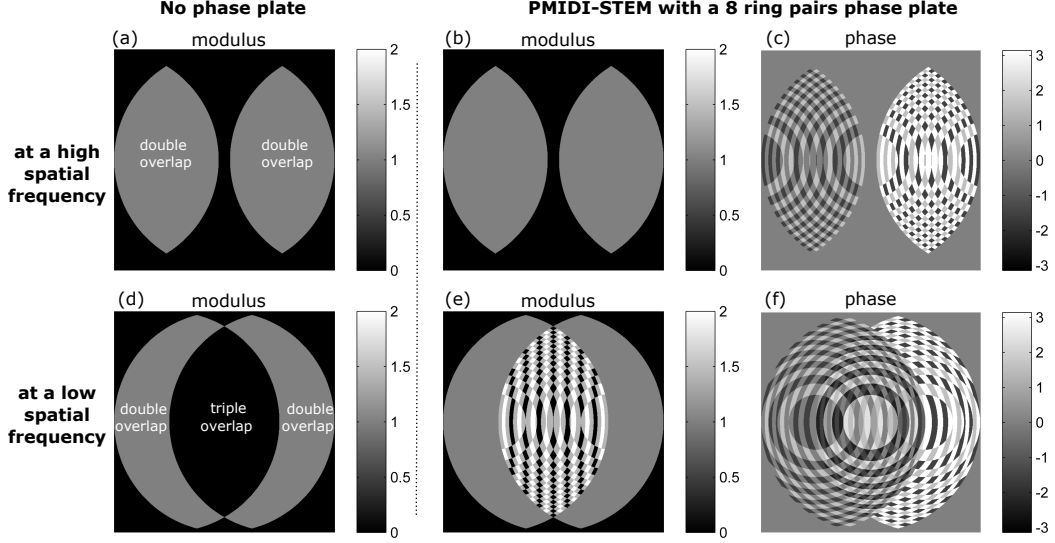 No phase plate
PMIDI-STEM with a 8 ring pairs phase plate
(a) modulus
(b) modulus
(c) phase
at a high
spatial
frequency
double
overlap
double
overlap
2
1.5
1
0.5
0
2
1.5
1
0.5
0
3
2
1
0
-1
-2
-3
(d) modulus
(e) modulus
(f) phase
at a low
spatial
frequency
double
overlap
triple
overlap
double
overlap
2
1.5
1
0.5
0
2
1.5
1
0.5
0
3
2
1
0
-1
-2
-3